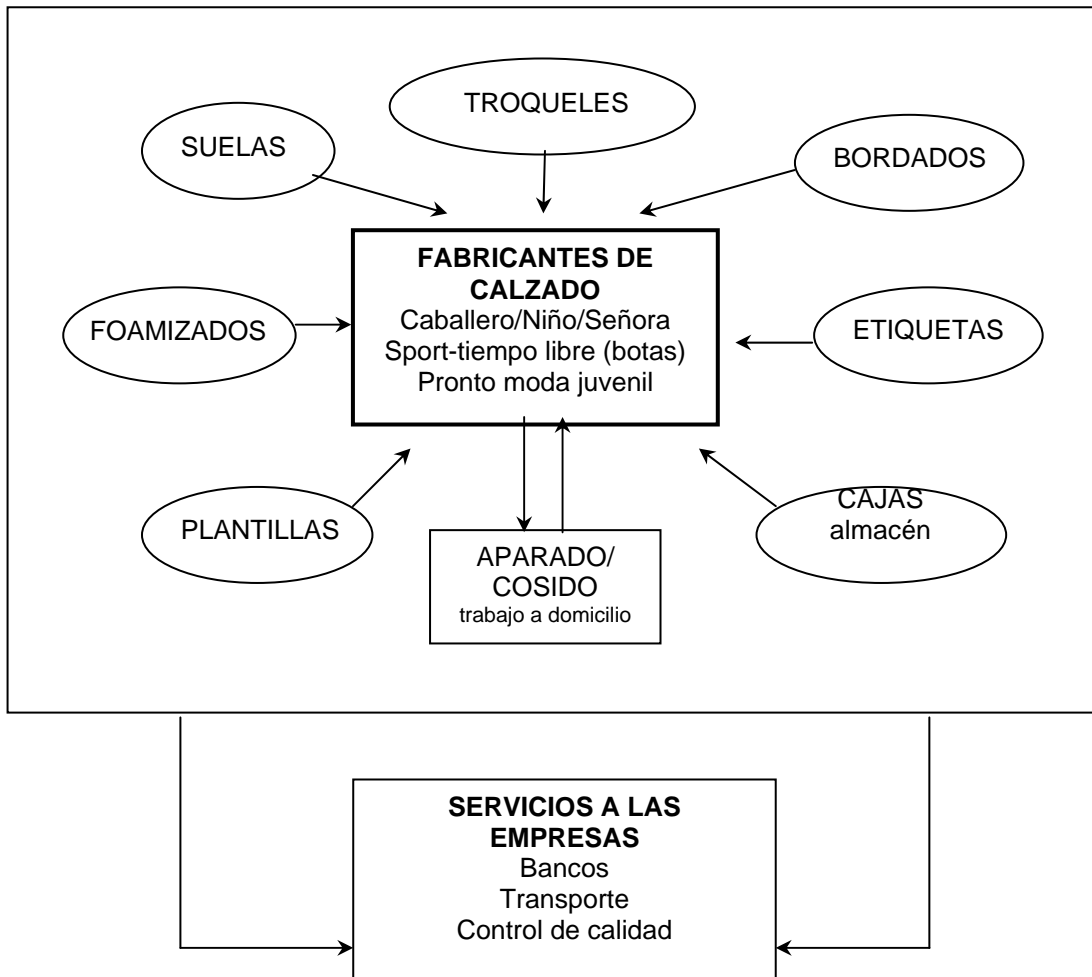 TROQUELES
SUELAS
BORDADOS
FABRICANTES DE
CALZADO
Caballero/Niño/Señora
Sport-tiempo libre (botas)
Pronto moda juvenil
FOAMIZADOS
ETIQUETAS
PLANTILLAS
CAJAS
almacén
APARADO/
COSIDO
trabajo a domicilio
SERVICIOS A LAS
EMPRESAS
Bancos
Transporte
Control de calidad